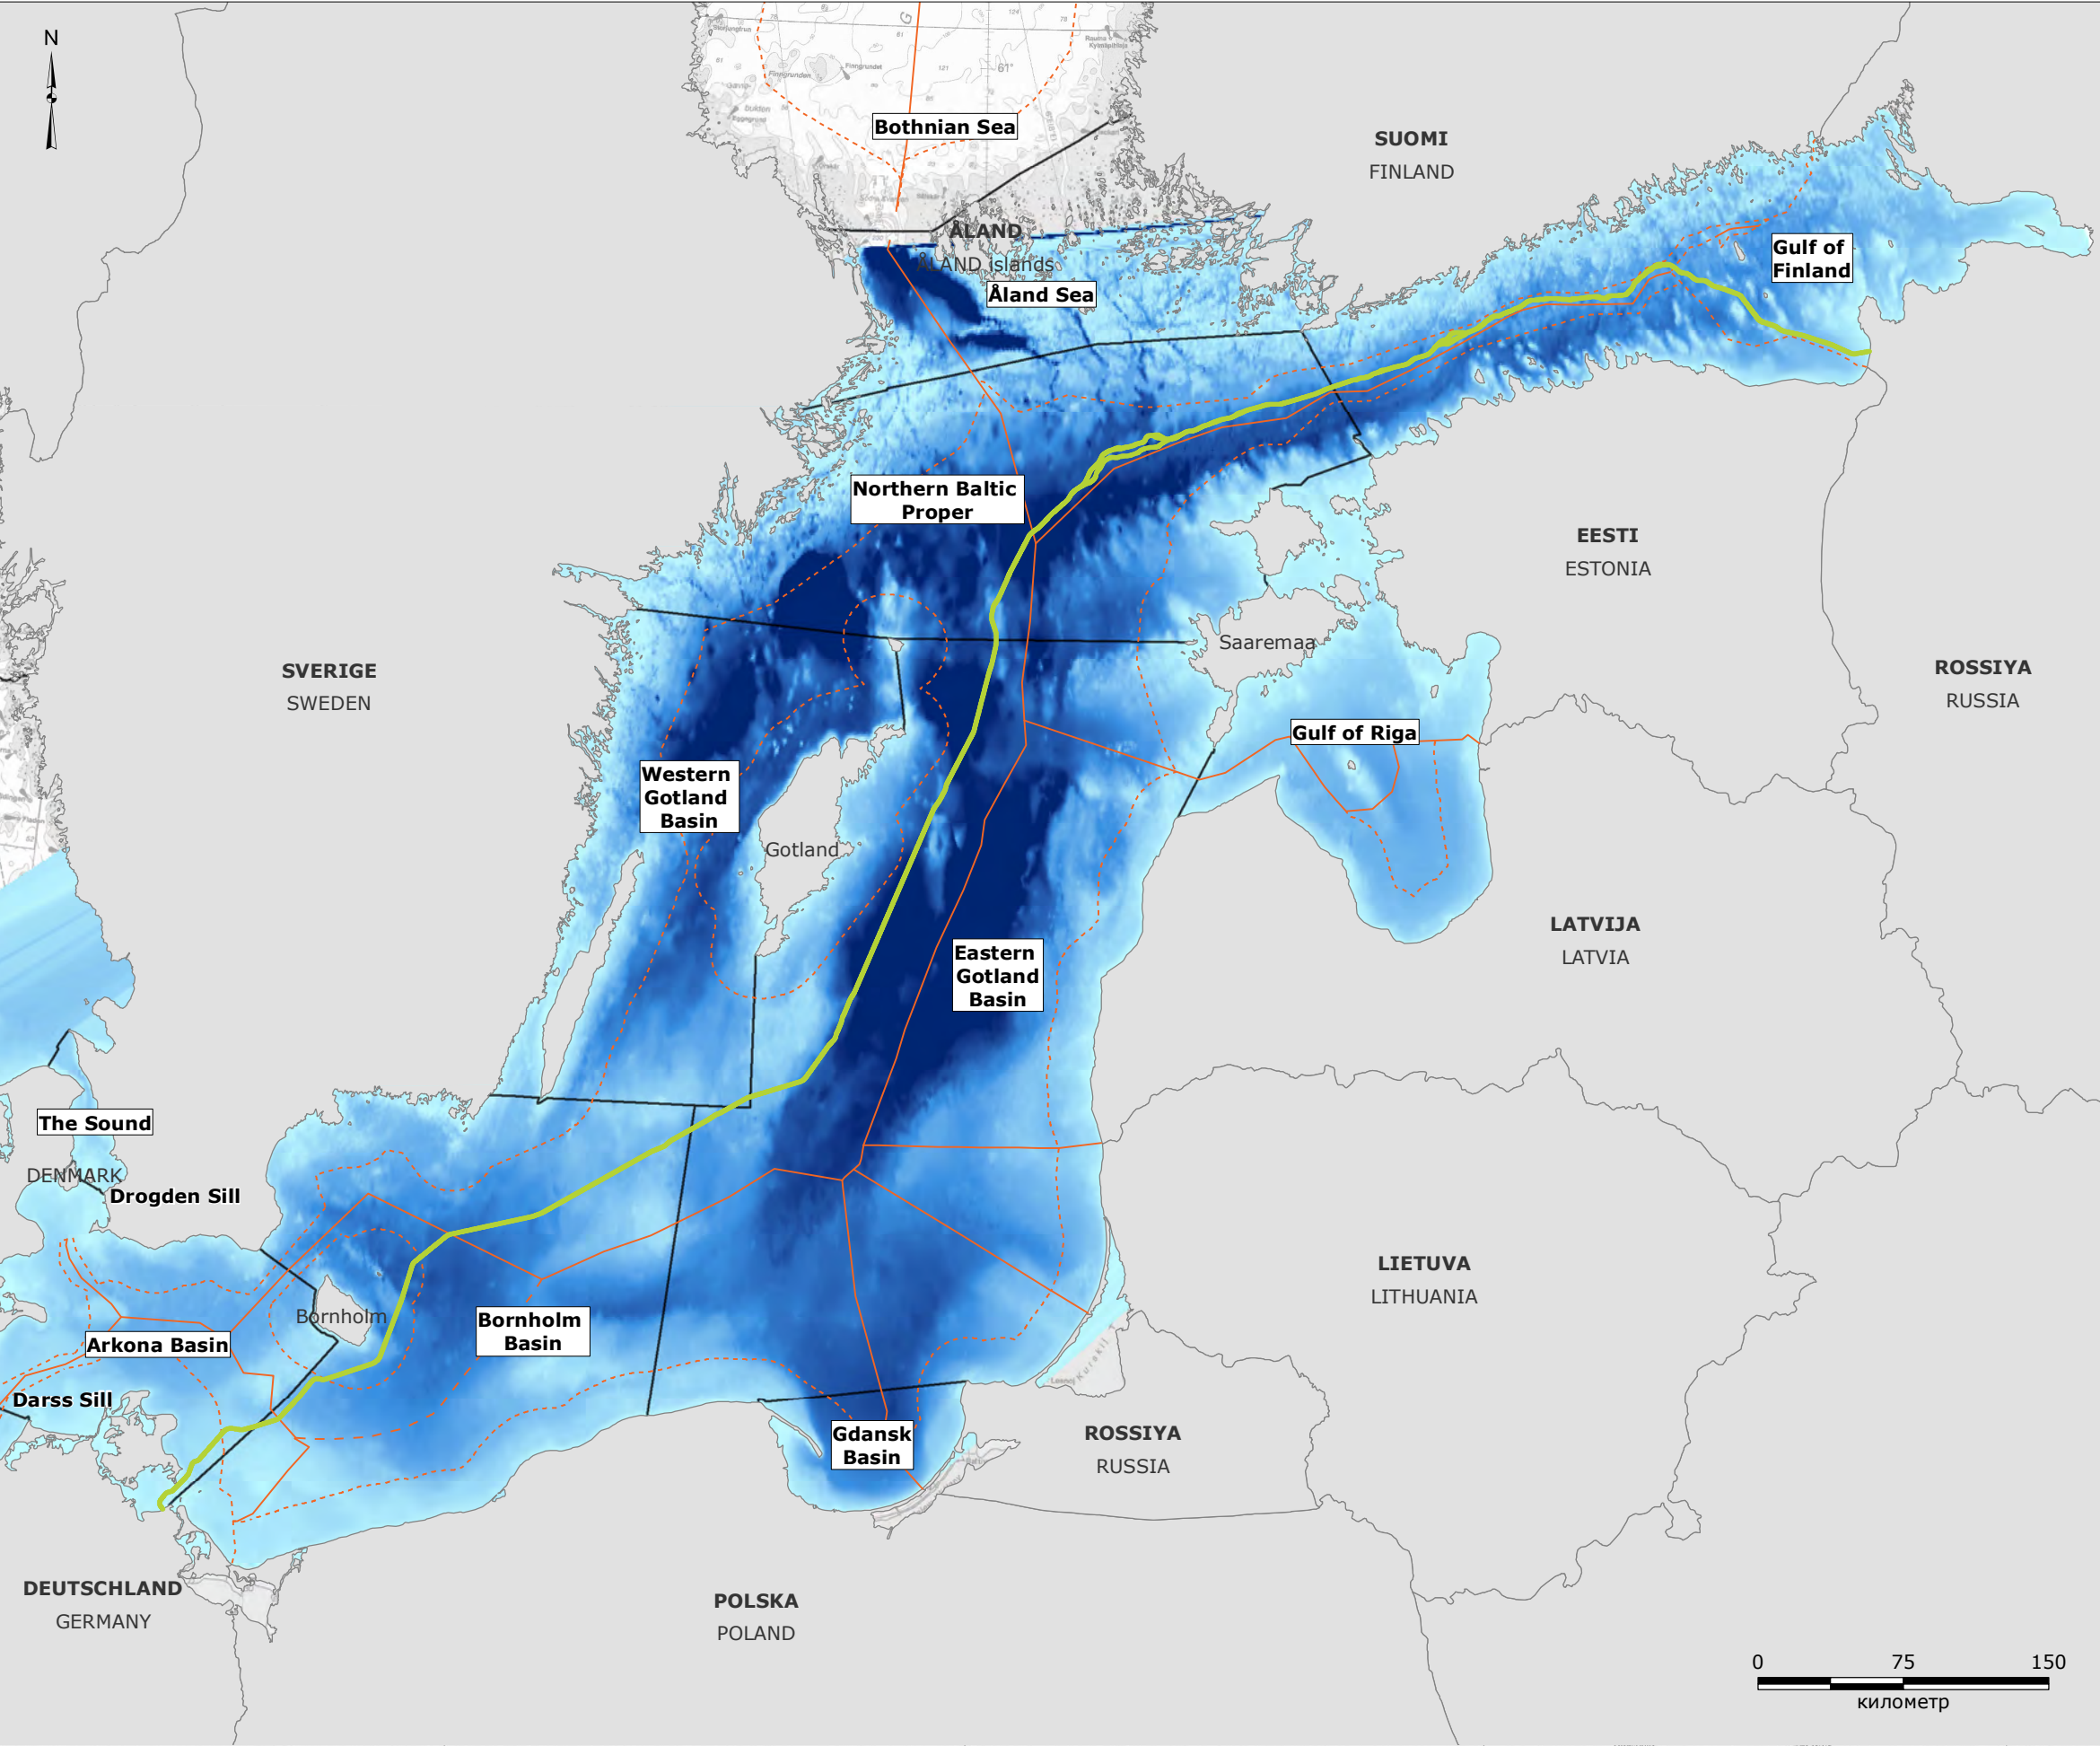 N
61°
Finngrunden
Finngrundet
Bothnian Sea
SUOMI
FINLAND
ÅLAND
ÅLAND islands
Åland Sea
Gulf of
Finland
Northern Baltic
Proper
EESTI
ESTONIA
Saaremaa
SVERIGE
SWEDEN
ROSSIYA
RUSSIA
Gulf of Riga
Western
Gotland
Basin
Gotland
LATVIJA
LATVIA
Eastern
Gotland
Basin
The Sound
DENMARK
Drogden Sill
LIETUVA
LITHUANIA
Bornholm
Bornholm
Basin
Arkona Basin
Darss Sill
Gdansk
Basin
ROSSIYA
RUSSIA
DEUTSCHLAND
GERMANY
POLSKA
POLAND
0 75 150
километр